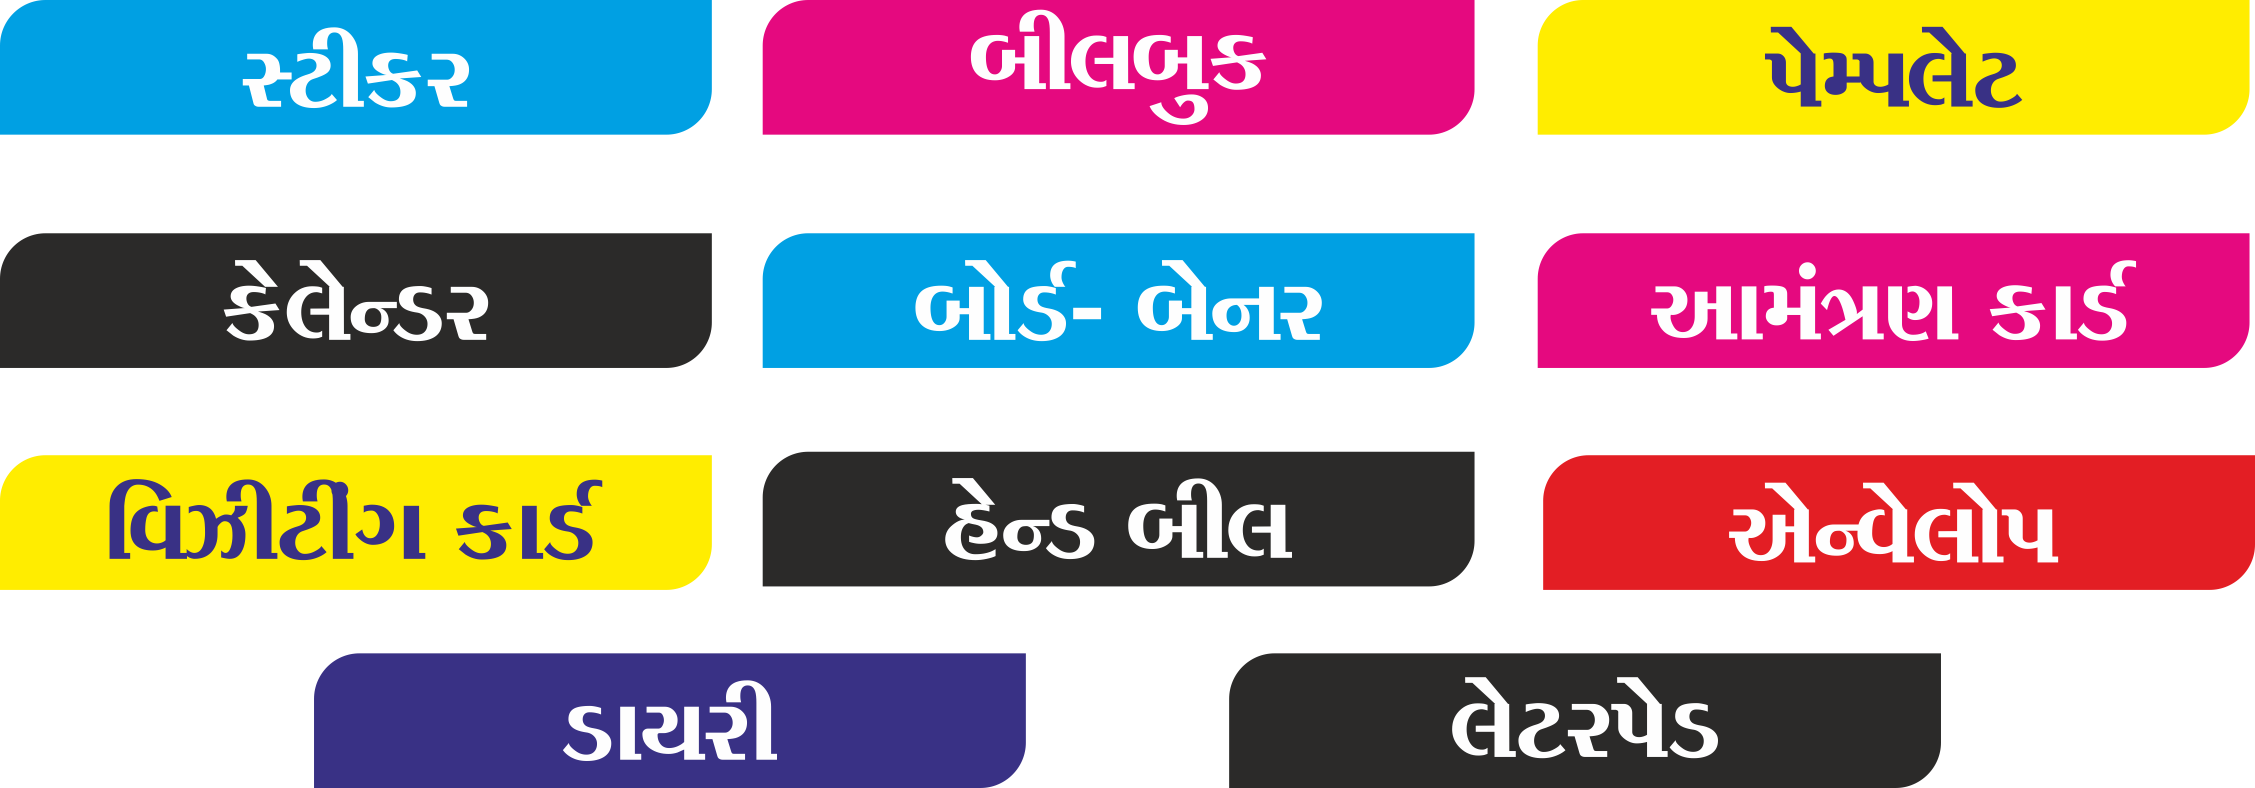 સ્ટીકર
બીલબુક
પેમ્પલેટ
કેલેન્ડર
બોર્ડ- બેનર
આમંત્રણ કાર્ડ
વિઝીટીંગ કાર્ડ
હેન્ડ બીલ
એન્વેલોપ
ડાયરી
લેટરપેડ